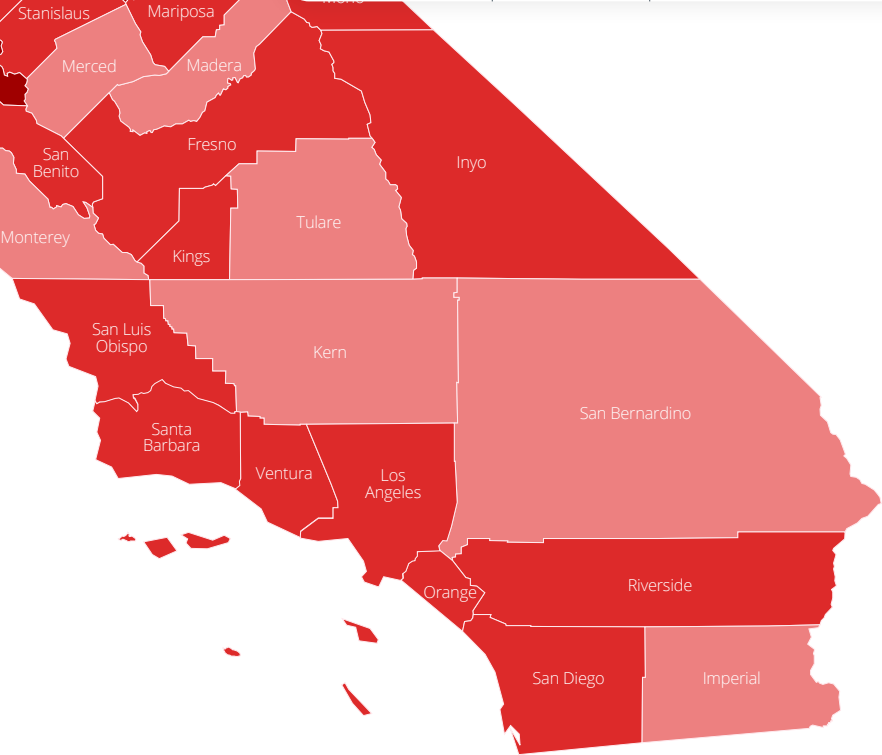 Mono
Stanislaus
Mariposa
Merced
Madera
Fresno
San
Benito
Inyo
Tulare
Monterey
Kings
San Luis
Obispo
Kern
San Bernardino
Santa
Barbara
Ventura
Los
Angeles
Orange
Riverside
San Diego
Imperial